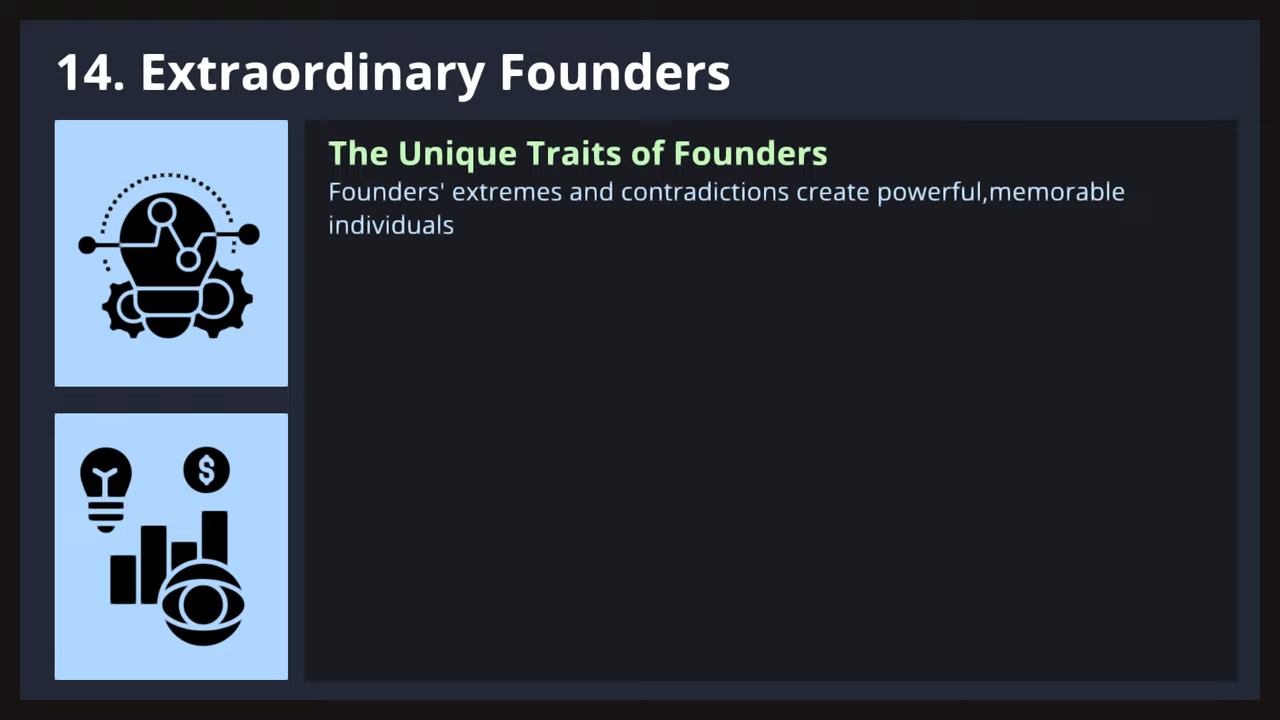 14. Extraordinary Founders
The Unique Traits of Founders
Founders' extremes and contradictions create powerful,memorable
individuals
$